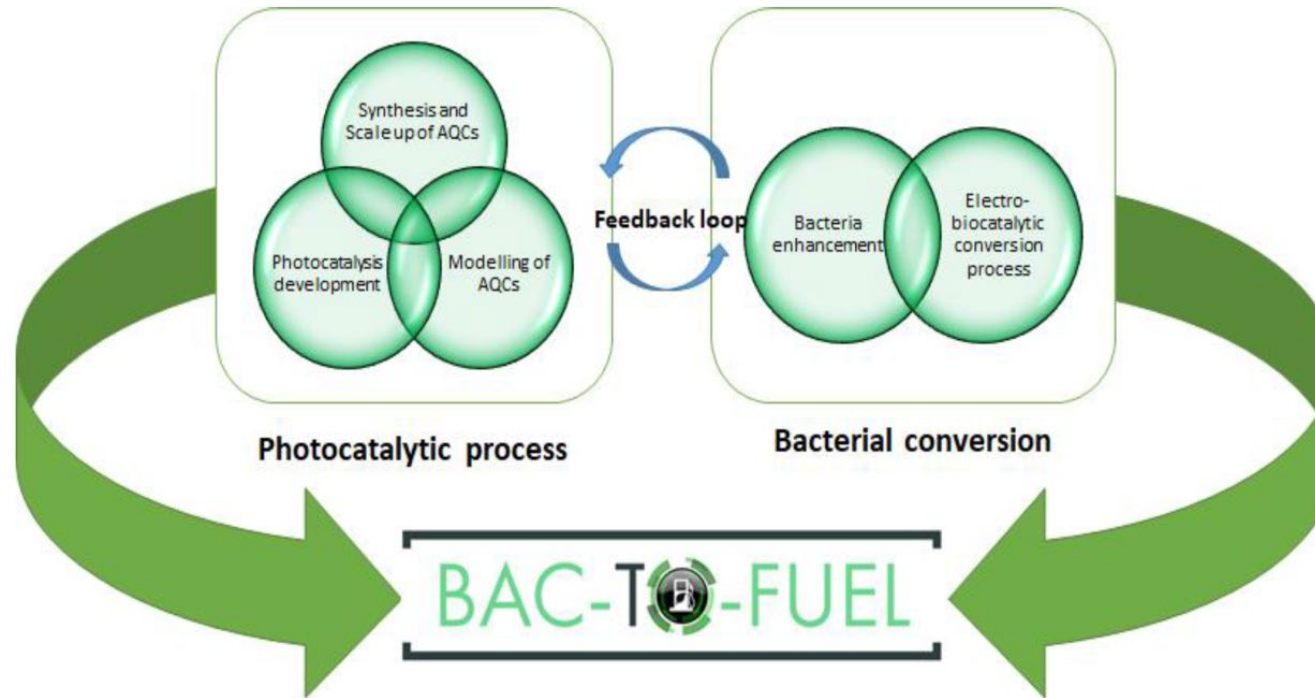 Synthesis and
Scale up of AQCs
Photocatalysis
development
Modelling of
AQCs
Feedback loop
Bacteria
enhancement
Electro-
biocatalytic
conversion
process
Photocatalytic process
Bacterial conversion
BAC-TO-FUEL